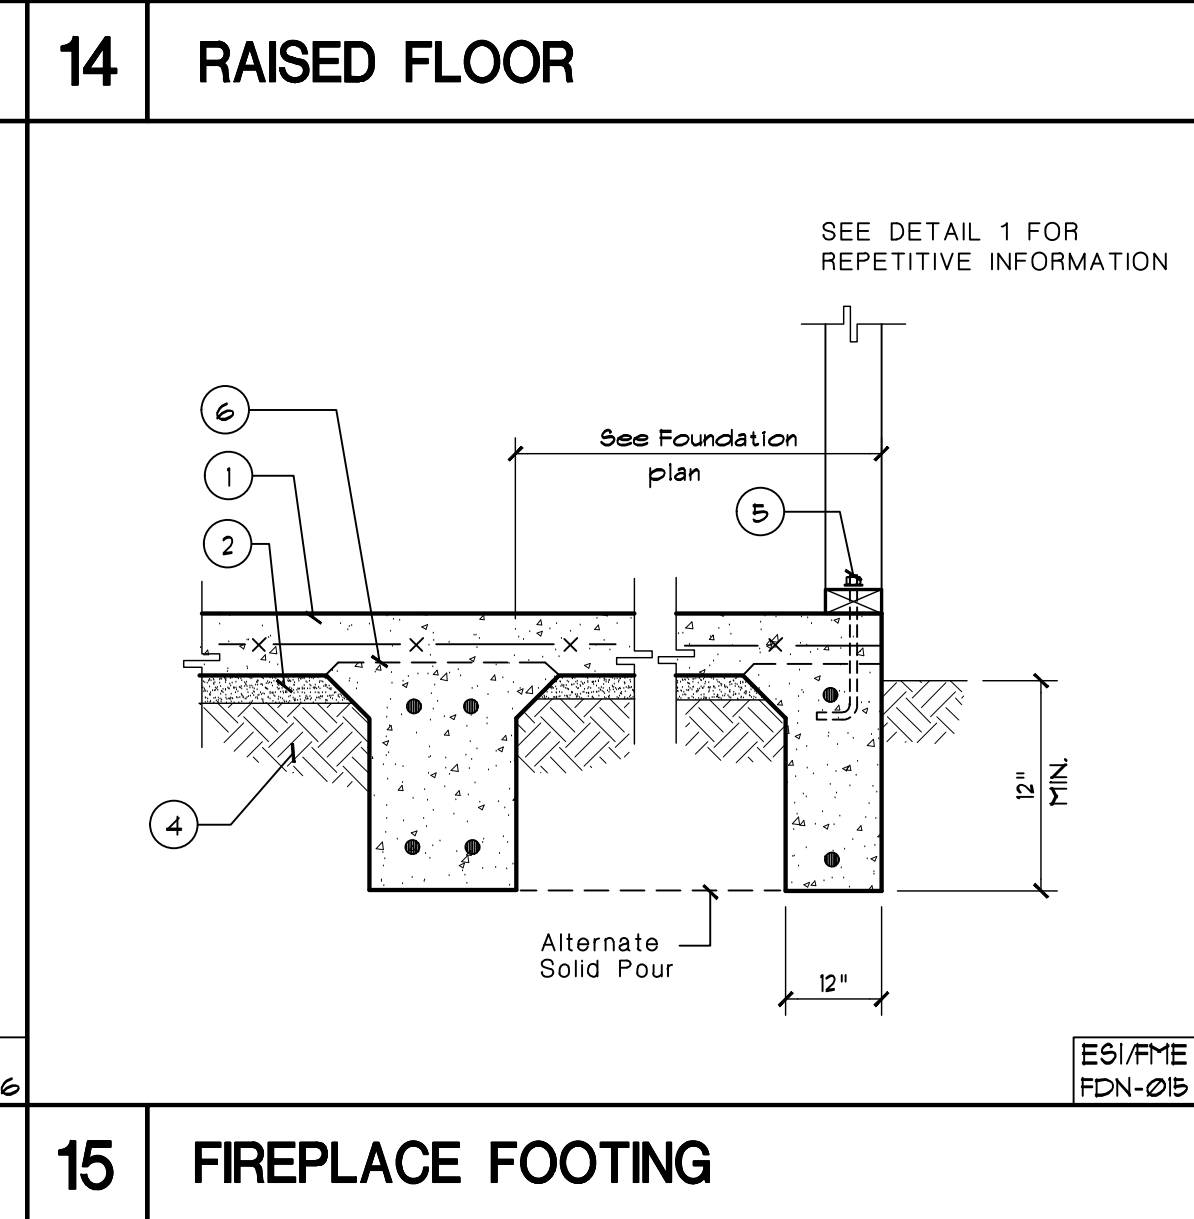 14 RAISED FLOOR
SEE DETAIL 1 FOR
REPETITIVE INFORMATION
6
See Foundation
plan
1
5
2
12"
MIN.
4
Alternate
Solid Pour
12"
ESI/FME
6
FDN-015
15 FIREPLACE FOOTING